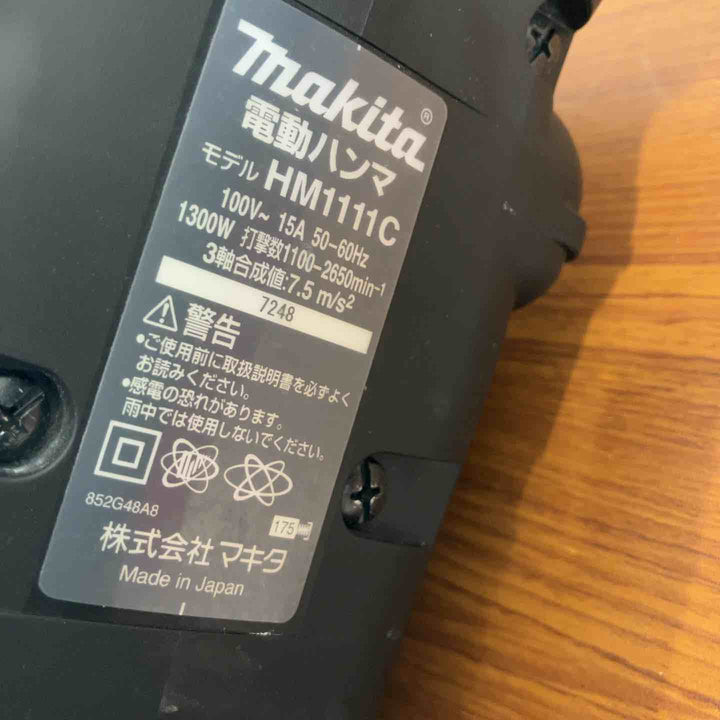 makita®
電動ハンマ
モデル HM1111C
100V~ 15A 50-60Hz
1300W 打撃数1100-2650min⁻¹
3軸合成値:7.5 m/s²
7248
⚠警告
•ご使用前に取扱説明書を必ずよく
お読みください。
•感電の恐れがあります。
雨中では使用しないでください。
852G48A8
175
株式会社 マキタ
Made in Japan